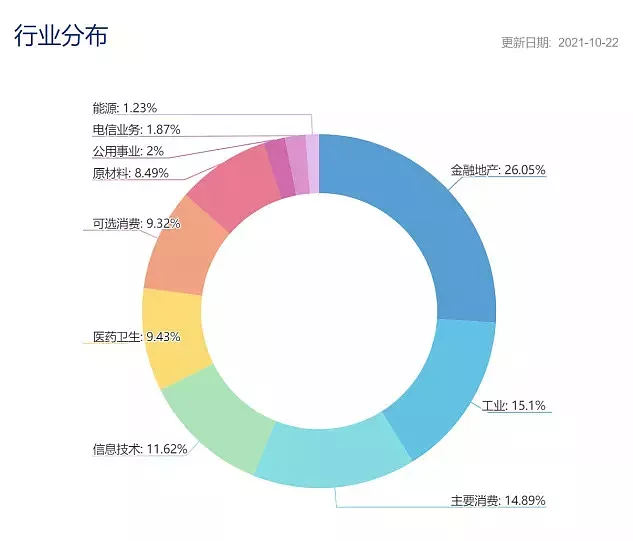 行业分布
更新日期: 2021-10-22
能源: 1.23%
电信业务: 1.87%
公用事业: 2%
原材料: 8.49%
金融地产: 26.05%
可选消费: 9.32%
医药卫生: 9.43%
工业: 15.1%
信息技术: 11.62%
主要消费: 14.89%